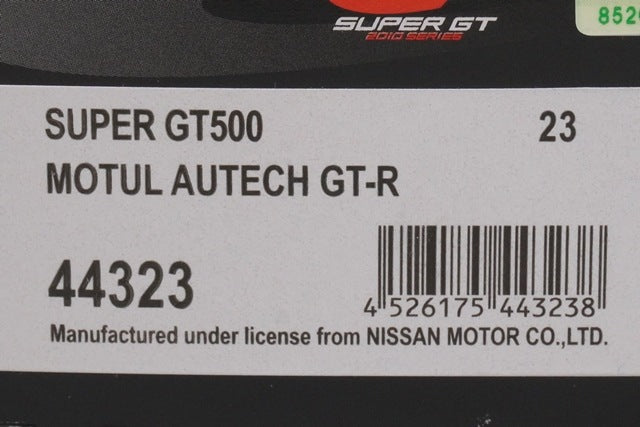 SUPER GT
2010 SERIES
SUPER GT500 23
MOTUL AUTECH GT-R
44323
4 526175 443238
Manufactured under license from NISSAN MOTOR CO.,LTD.